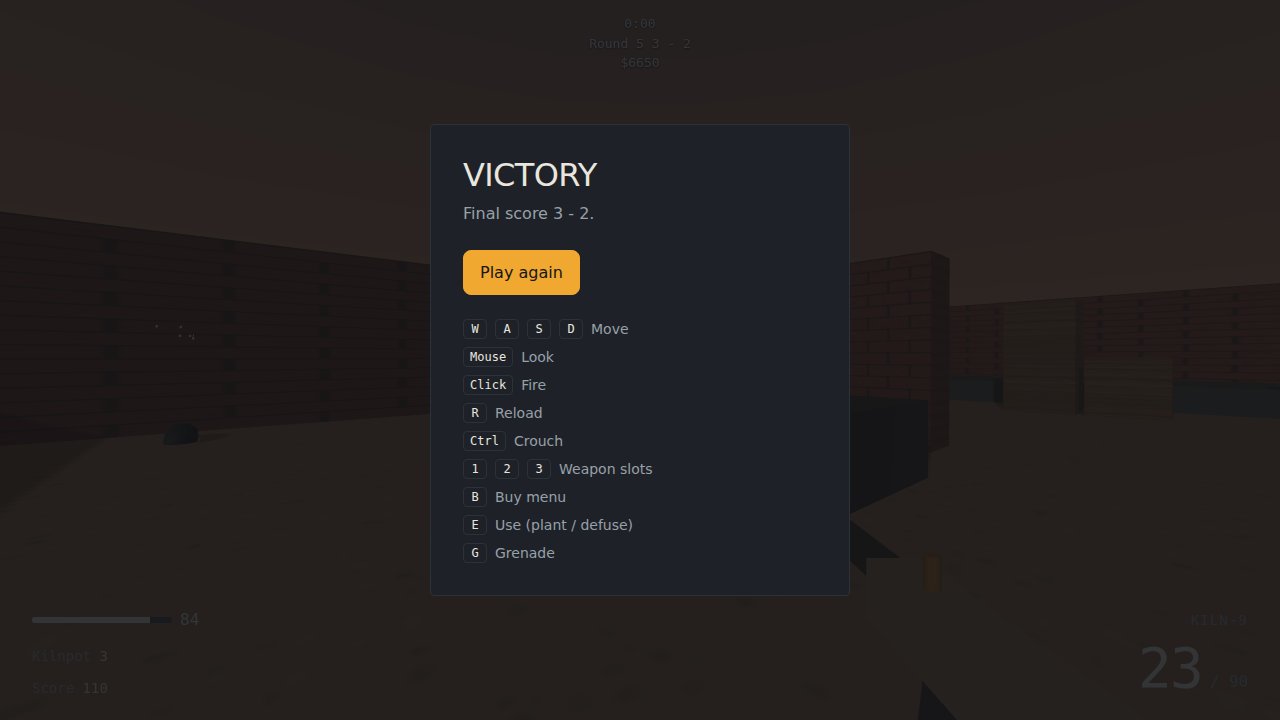 0:00
Round 5 3 - 2
$6650
VICTORY
Final score 3 - 2.
Play again
W A S D Move
Mouse Look
Click Fire
R Reload
Ctrl Crouch
1 2 3 Weapon slots
B Buy menu
E Use (plant / defuse)
G Grenade
84
Kilnpot 3
Score 110
KILN-9
23 / 90